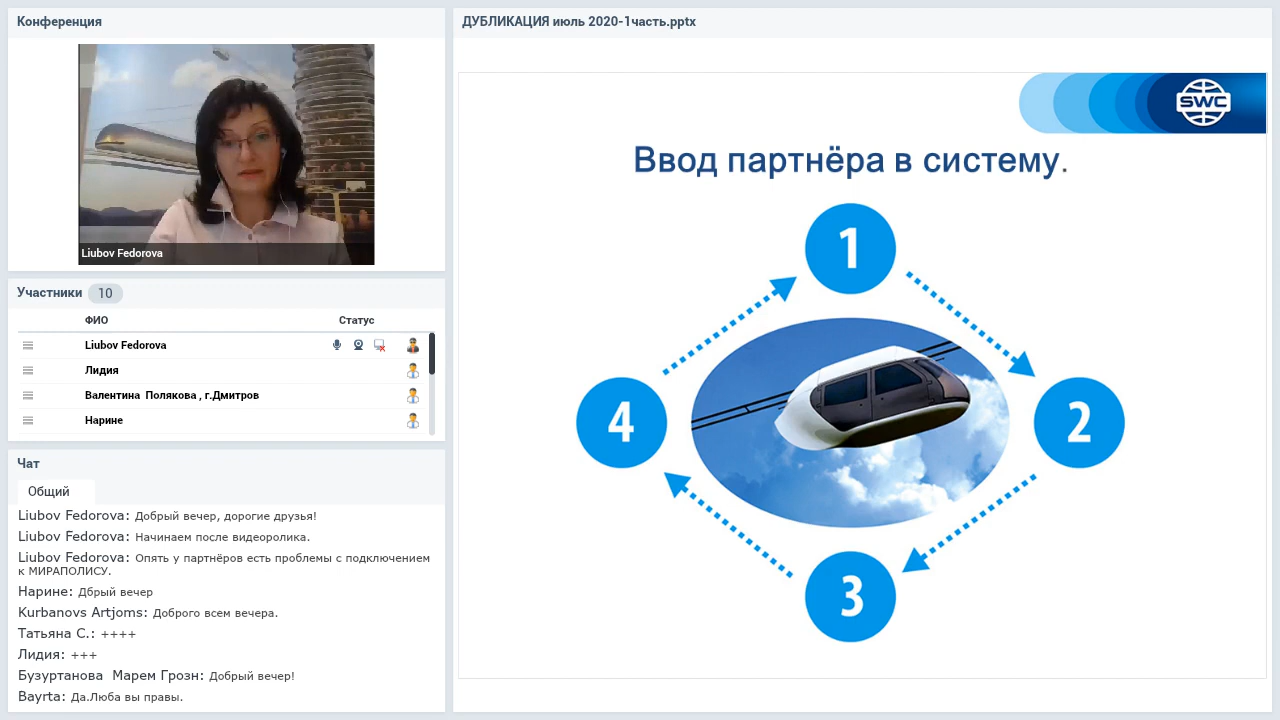 Конференция
Liubov Fedorova
Участники 10
ФИО Статус
Liubov Fedorova
Лидия
Валентина Полякова , г.Дмитров
Нарине
Чат
Общий
Liubov Fedorova: Добрый вечер, дорогие друзья!
Liubov Fedorova: Начинаем после видеоролика.
Liubov Fedorova: Опять у партнёров есть проблемы с подключением
к МИРАПОЛИСУ.
Нарине: Дбрый вечер
Kurbanovs Artjoms: Доброго всем вечера.
Татьяна С.: ++++
Лидия: +++
Бузуртанова Марем Грозн: Добрый вечер!
Bayrta: Да.Люба вы правы.
ДУБЛИКАЦИЯ июль 2020-1часть.pptx
SWC
Ввод партнёра в систему.
1
2
3
4